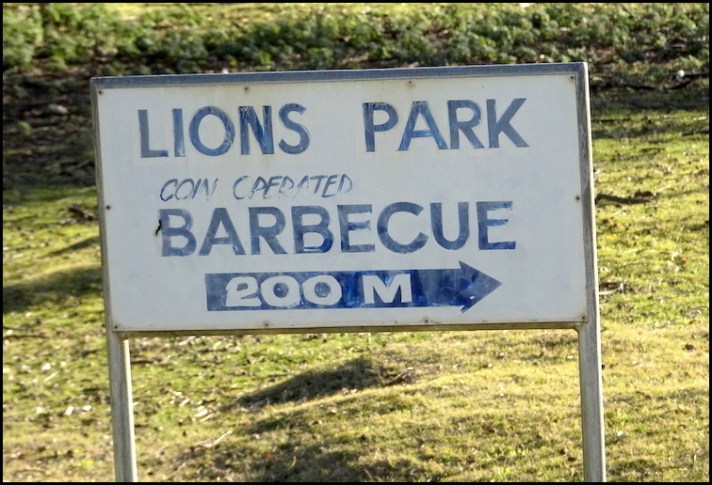 LIONS PARK
COIN OPERATED
BARBECUE
200 M